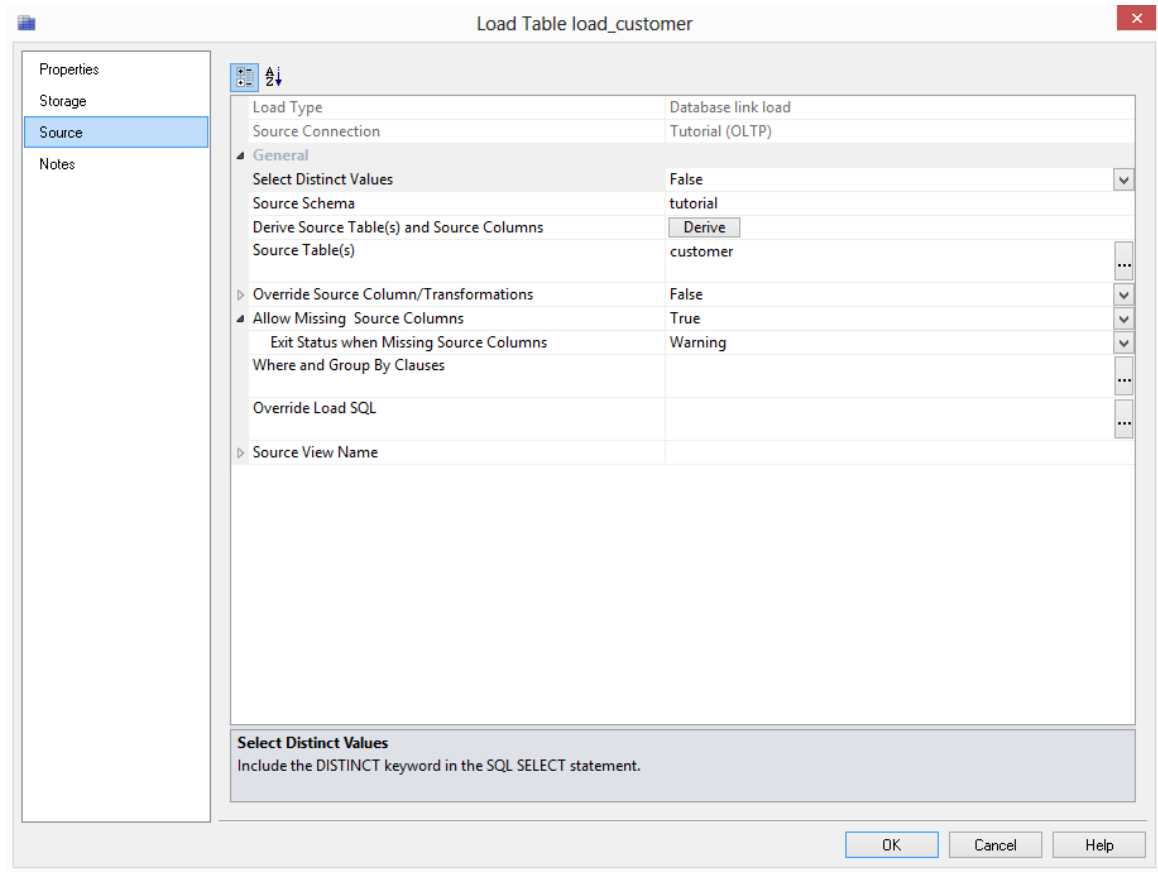 Load Table load_customer
Properties
Storage
Source
Notes
Load Type Database link load
Source Connection Tutorial (OLTP)
General
Select Distinct Values False
Source Schema tutorial
Derive Source Table(s) and Source Columns Derive
Source Table(s) customer
...
Override Source Column/Transformations False
Allow Missing  Source Columns True
Exit Status when Missing Source Columns Warning
Where and Group By Clauses
...
Override Load SQL
...
Source View Name
Select Distinct Values
Include the DISTINCT keyword in the SQL SELECT statement.
OK Cancel Help